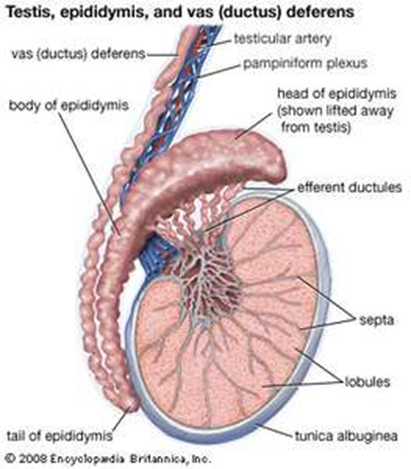 Testis, epididymis, and vas (ductus) deferens
testicular artery
vas (ductus) deferens
pampiniform plexus
head of epididymis
(shown lifted away
from testis)
body of epididymis
efferent ductules
septa
lobules
tail of epididymis
tunica albuginea
© 2008 Encyclopædia Britannica, Inc.